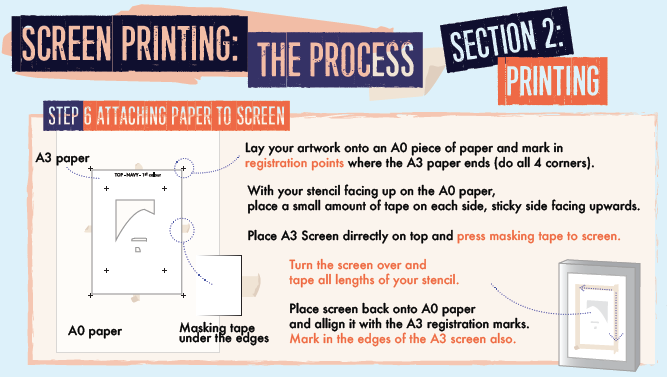 SCREEN PRINTING: THE PROCESS
SECTION 2:
PRINTING
STEP 6 ATTACHING PAPER TO SCREEN
A3 paper
TOP - NAVY - 1st colour
Lay your artwork onto an A0 piece of paper and mark in
registration points where the A3 paper ends (do all 4 corners).
With your stencil facing up on the A0 paper,
place a small amount of tape on each side, sticky side facing upwards.
Place A3 Screen dirrectly on top and press masking tape to screen.
Turn the screen over and
tape all lengths of your stencil.
Place screen back onto A0 paper
and allign it with the A3 registration marks.
Mark in the edges of the A3 screen also.
A0 paper
Masking tape
under the edges